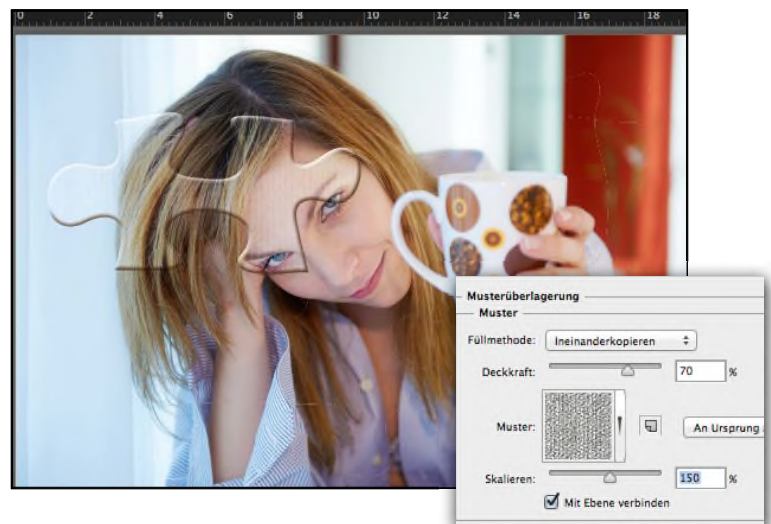 0 2 4 6 8 10 12 14 16 18
Musterüberlagerung
Muster
Füllmethode: Ineinanderkopieren
Deckkraft: 70 %
Muster: An Ursprung
Skalieren: 150 %
Mit Ebene verbinden